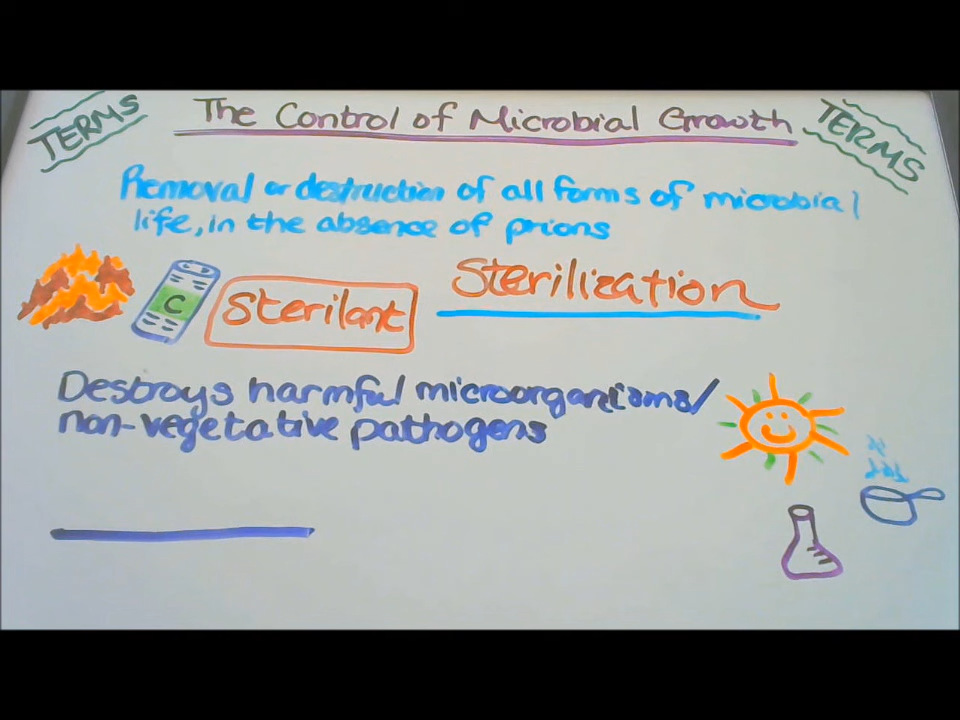 TERMS
The Control of Microbial Growth
TERMS
Removal or destruction of all forms of microbial
life, in the absence of prions
Sterilization
C
Sterilant
Destroys harmful microorganisms/
non-vegetative pathogens